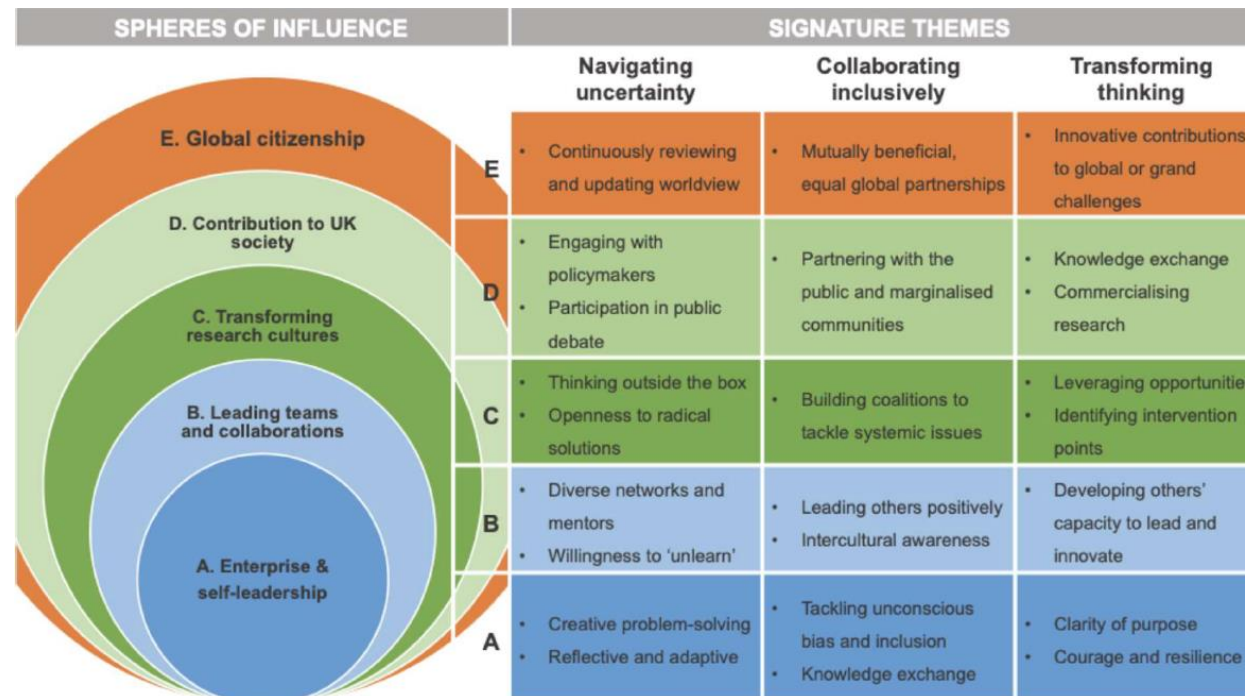 SPHERES OF INFLUENCE
SIGNATURE THEMES
Navigating
uncertainty
Collaborating
inclusively
Transforming
thinking
E. Global citizenship
D. Contribution to UK
society
C. Transforming
research cultures
B. Leading teams
and collaborations
A. Enterprise &
self-leadership
E
• Continuously reviewing
and updating worldview
• Mutually beneficial,
equal global partnerships
• Innovative contributions
to global or grand
challenges
D
• Engaging with
policymakers
• Participation in public
debate
• Partnering with the
public and marginalised
communities
• Knowledge exchange
• Commercialising
research
C
• Thinking outside the box
• Openness to radical
solutions
• Building coalitions to
tackle systemic issues
• Leveraging opportunitie
• Identifying intervention
points
B
• Diverse networks and
mentors
• Willingness to ‘unlearn’
• Leading others positively
• Intercultural awareness
• Developing others’
capacity to lead and
innovate
A
• Creative problem-solving
• Reflective and adaptive
• Tackling unconscious
bias and inclusion
• Knowledge exchange
• Clarity of purpose
• Courage and resilience